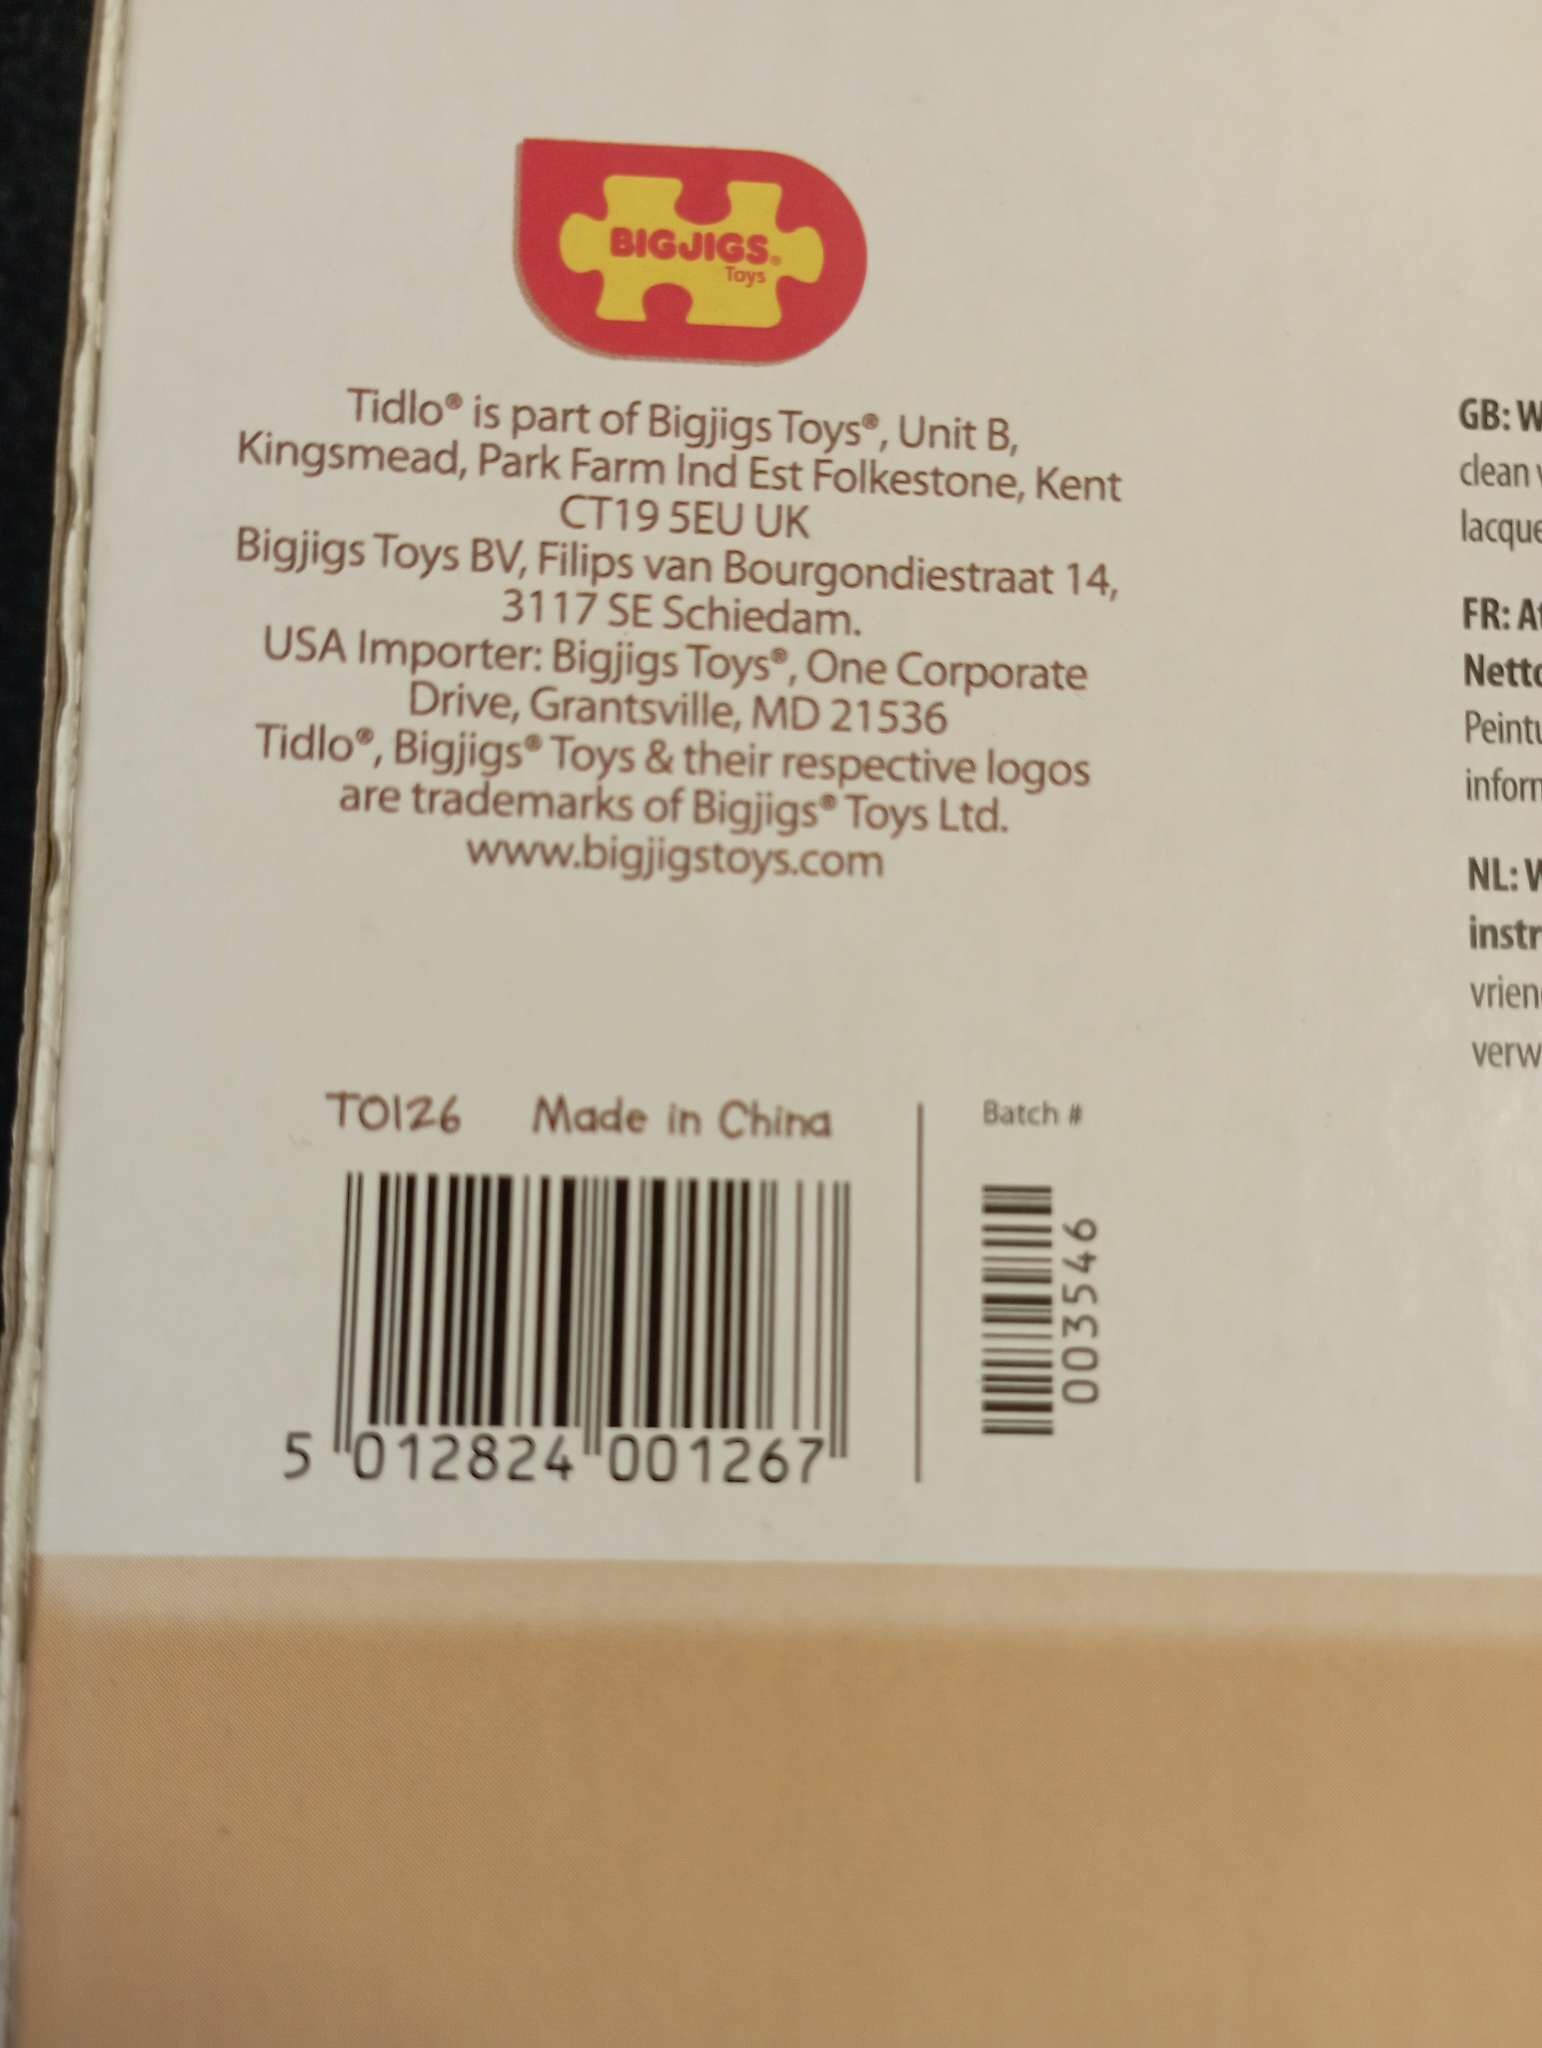 BIGJIGS®
Toys
Tidlo® is part of Bigjigs Toys®, Unit B,
Kingsmead, Park Farm Ind Est Folkestone, Kent
CT19 5EU UK
Bigjigs Toys BV, Filips van Bourgondiestraat 14,
3117 SE Schiedam.
USA Importer: Bigjigs Toys®, One Corporate
Drive, Grantsville, MD 21536
Tidlo®, Bigjigs® Toys & their respective logos
are trademarks of Bigjigs® Toys Ltd.
www.bigjigstoys.com
T0126 Made in China
5 012824 001267
Batch #
003546
GB:
clean
FR:
NL: